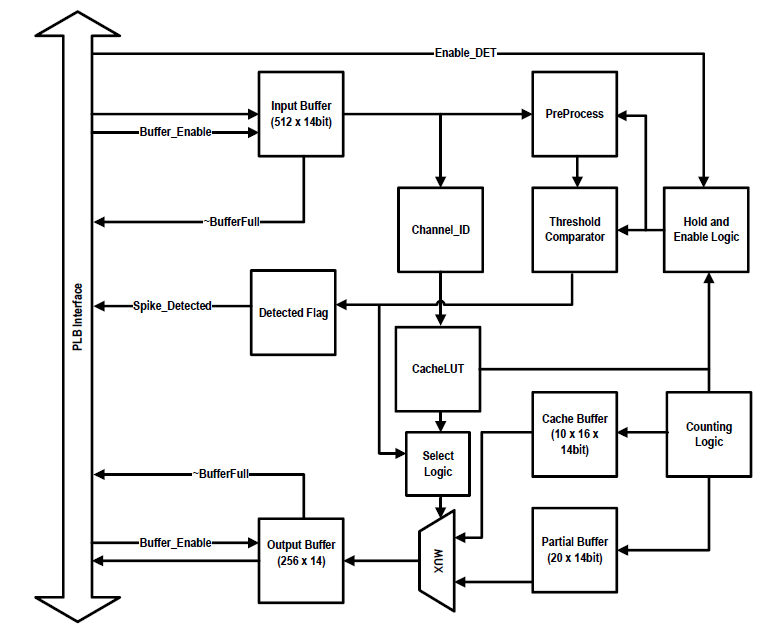 Enable_DET
Input Buffer
(512 x 14bit)
PreProcess
Buffer_Enable
~BufferFull
Channel_ID
Threshold
Comparator
Hold and
Enable Logic
PLB Interface
Spike_Detected
Detected Flag
CacheLUT
Cache Buffer
(10 x 16 x
14bit)
Counting
Logic
Select
Logic
~BufferFull
Buffer_Enable
Output Buffer
(256 x 14)
MUX
Partial Buffer
(20 x 14bit)